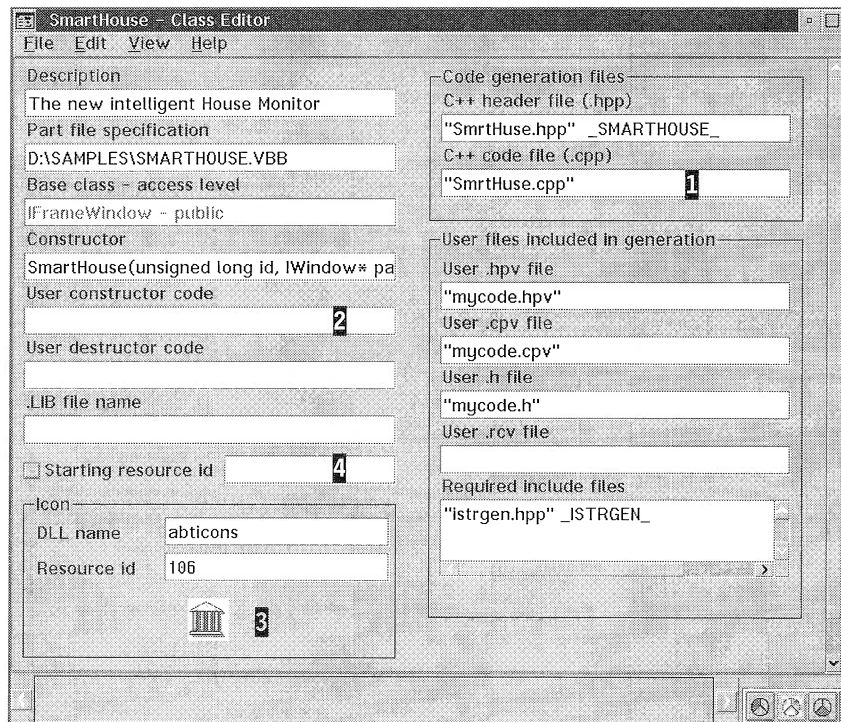 SmartHouse - Class Editor
File Edit View Help
Description
The new intelligent House Monitor
Part file specification
D:\SAMPLES\SMARTHOUSE.VBB
Base class - access level
IFrameWindow - public
Constructor
SmartHouse(unsigned long id, IWindow* pa
User constructor code
2
User destructor code
.LIB file name
Starting resource id
4
Icon
DLL name abticons
Resource id 106
3
Code generation files
C++ header file (.hpp)
"SmrtHuse.hpp" _SMARTHOUSE_
C++ code file (.cpp)
"SmrtHuse.cpp" 1
User files included in generation
User .hpv file
"mycode.hpv"
User .cpv file
"mycode.cpv"
User .h file
"mycode.h"
User .rcv file
Required include files
"istrgen.hpp" _ISTRGEN_